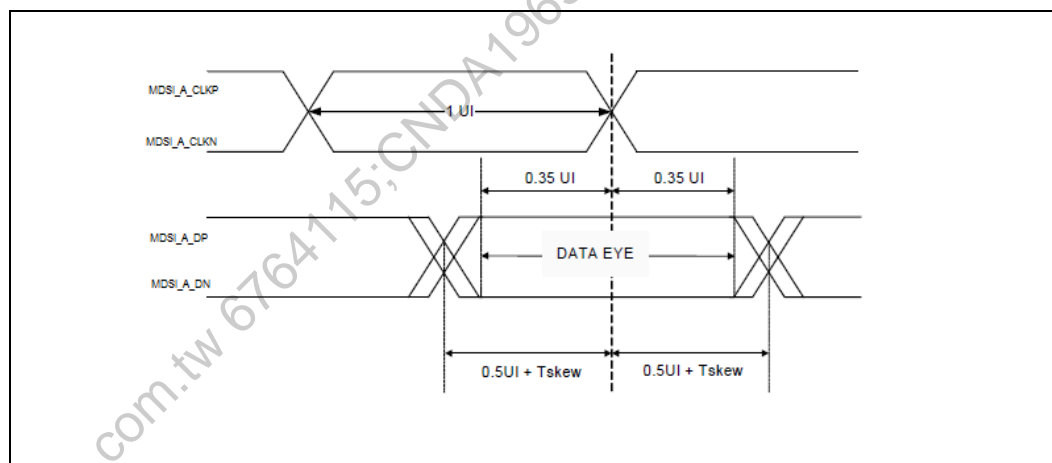 MDSI_A_CLKP
1 UI
MDSI_A_CLKN
0.35 UI
0.35 UI
MDSI_A_DP
DATA EYE
MDSI_A_DN
0.5UI + Tskew
0.5UI + Tskew
com.tw 6764115;CNDA196